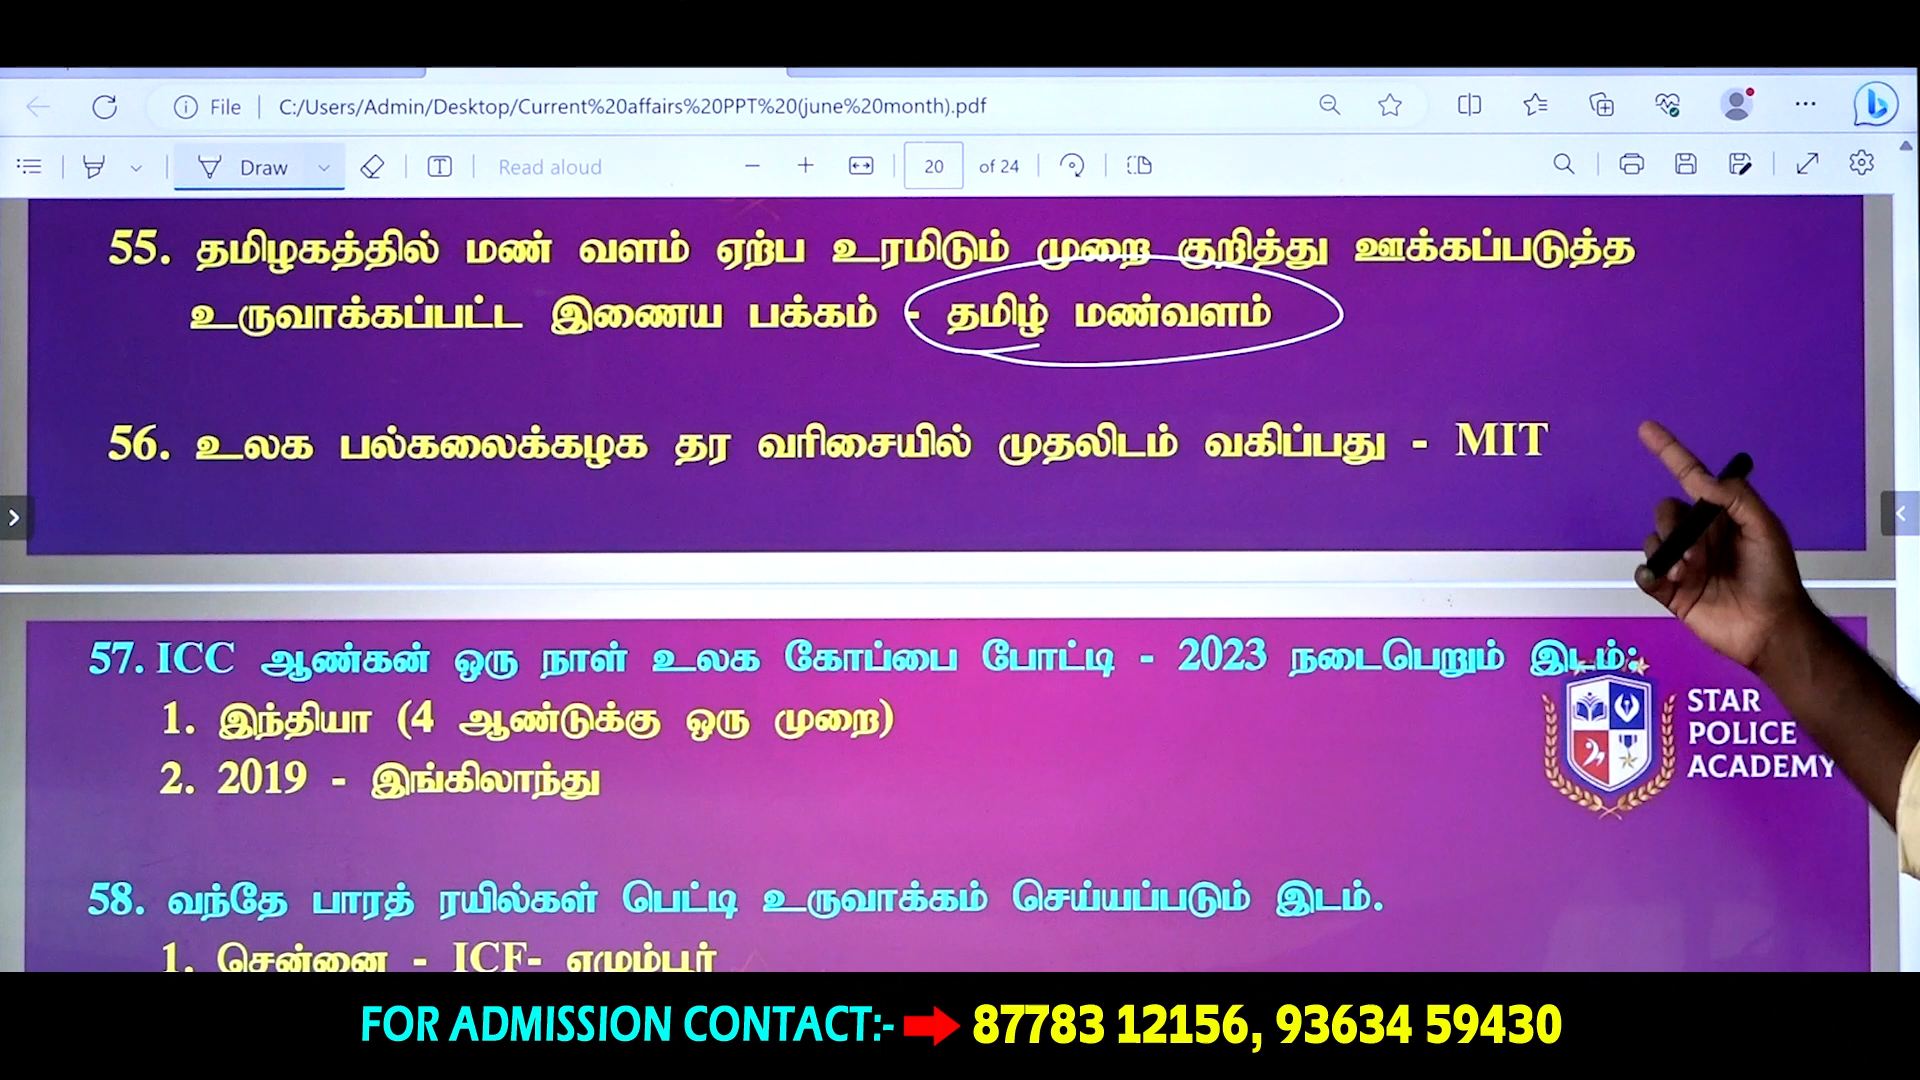 File
C:/Users/Admin/Desktop/Current%20affairs%20PPT%20(june%20month).pdf
Draw
Read aloud
20 of 24
55. தமிழகத்தில் மண் வளம் ஏற்ப உரமிடும் முறை குறித்து ஊக்கப்படுத்த
உருவாக்கப்பட்ட இணைய பக்கம் - தமிழ் மண்வளம்
56. உலக பல்கலைக்கழக தர வரிசையில் முதலிடம் வகிப்பது - MIT
57. ICC ஆண்கள் ஒரு நாள் உலக கோப்பை போட்டி - 2023 நடைபெறும் இடம்:
1. இந்தியா (4 ஆண்டுக்கு ஒரு முறை)
2. 2019 - இங்கிலாந்து
STAR
POLICE
ACADEMY
58. வந்தே பாரத் ரயில்கள் பெட்டி உருவாக்கம் செய்யப்படும் இடம்.
1. சென்னை - ICF- எழும்பூர்
FOR ADMISSION CONTACT:- 87783 12156, 93634 59430